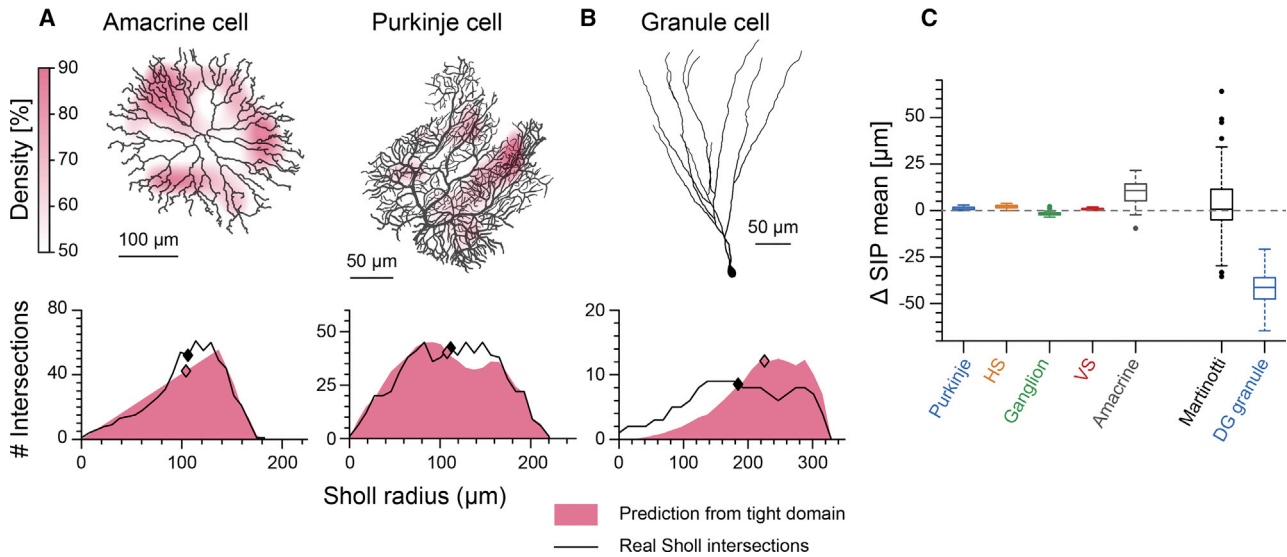 A
Amacrine cell
Purkinje cell
B
Granule cell
C
Density [%]
90
80
70
60
50
100 µm
50 µm
50 µm
# Intersections
80
40
0
0
100
200
50
25
0
0
100
200
20
10
0
0
100
200
300
Sholl radius (µm)
Prediction from tight domain
Real Sholl intersections
Δ SIP mean [µm]
50
25
0
-25
-50
Purkinje
HS
Ganglion
VS
Amacrine
Martinotti
DG granule